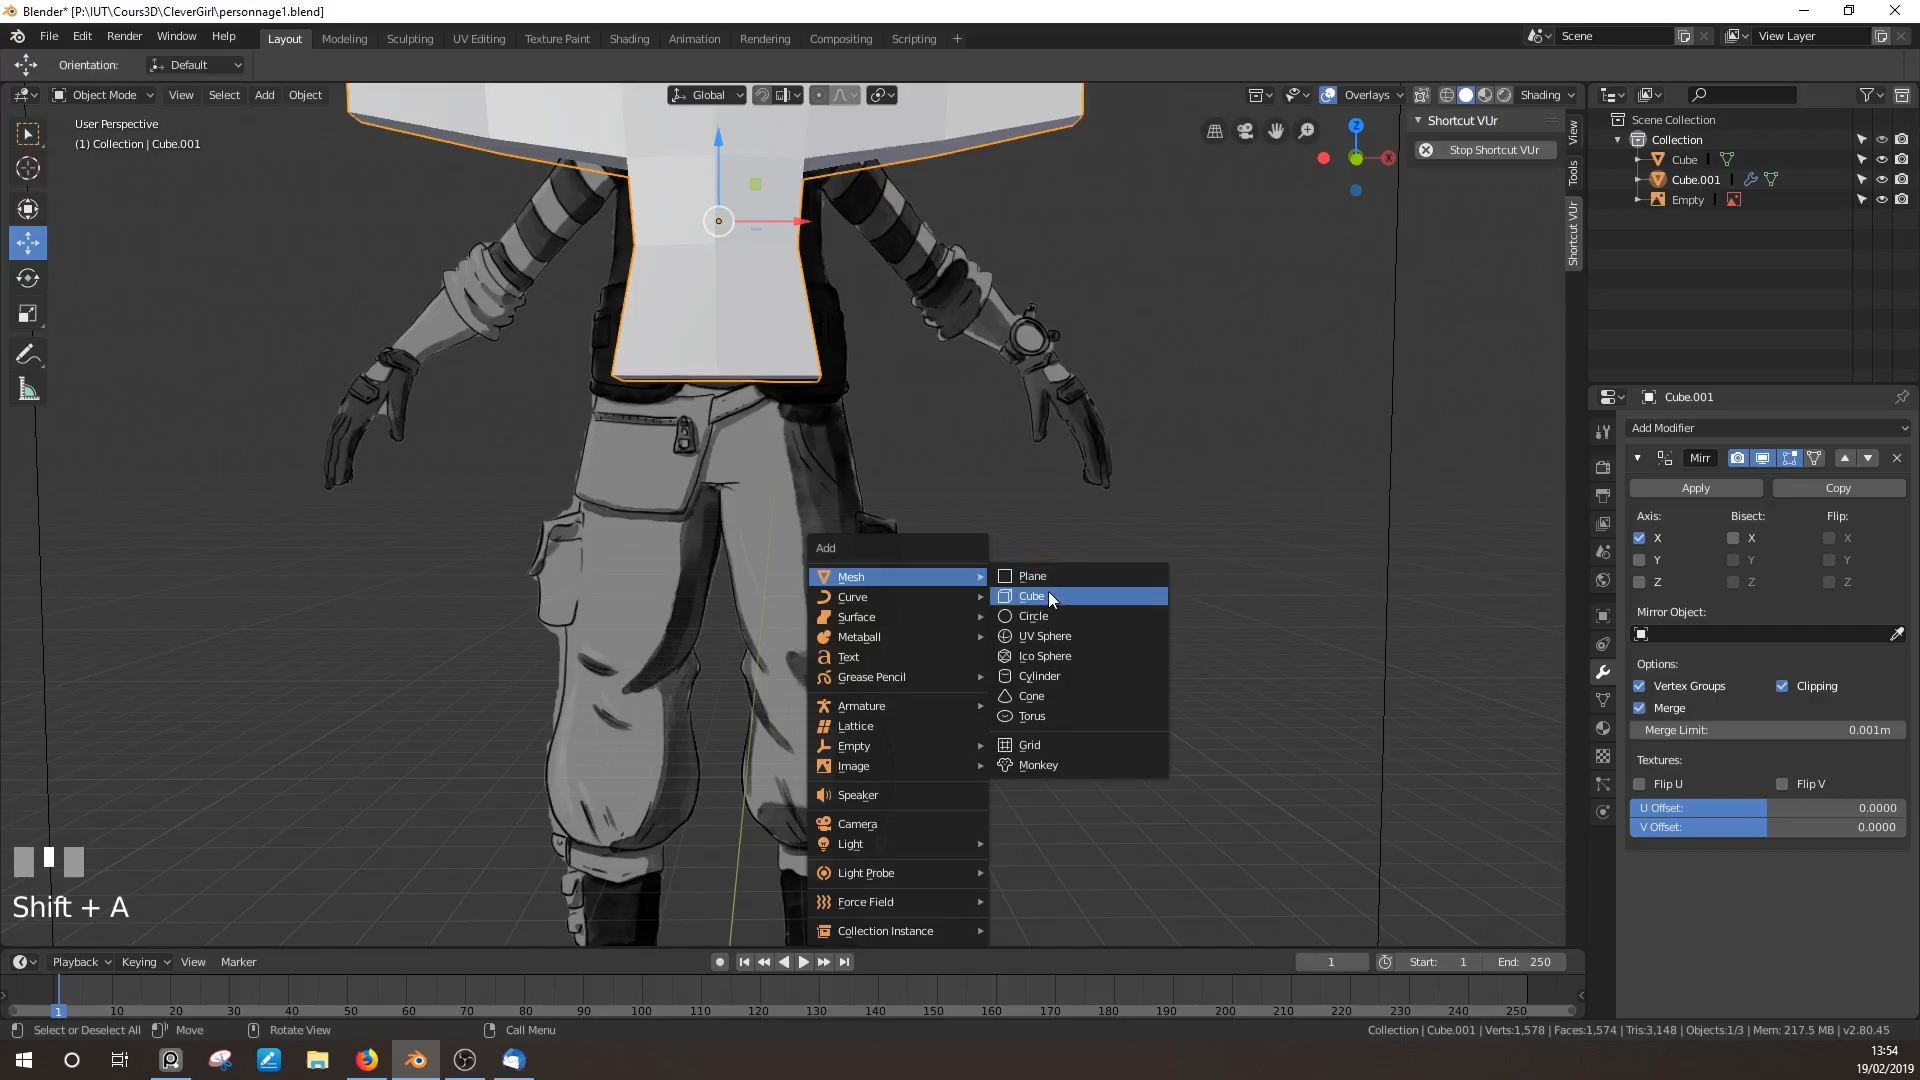 Blender* [P:\IUT\Cours3D\CleverGirl\personnage1.blend]
File Edit Render Window Help Layout Modeling Sculpting UV Editing Texture Paint Shading Animation Rendering Compositing Scripting + Scene View Layer
Orientation: Default
Object Mode View Select Add Object Global Overlays Shading
User Perspective
(1) Collection | Cube.001
Z
X
Shortcut VUr
Stop Shortcut VUr
View
Tools
Shortcut VUr
Scene Collection
Collection
Cube
Cube.001
Empty
Cube.001
Add Modifier
Mirr
Apply Copy
Axis: Bisect: Flip:
X X X
Y Y Y
Z Z Z
Mirror Object:
Options:
Vertex Groups Clipping
Merge
Merge Limit: 0.001m
Textures:
Flip U Flip V
U Offset: 0.0000
V Offset: 0.0000
Add
Mesh
Curve
Surface
Metaball
Text
Grease Pencil
Armature
Lattice
Empty
Image
Speaker
Camera
Light
Light Probe
Force Field
Collection Instance
Plane
Cube
Circle
UV Sphere
Ico Sphere
Cylinder
Cone
Torus
Grid
Monkey
Shift + A
Playback Keying View Marker 1 Start: 1 End: 250
1 10 20 30 40 50 60 70 80 90 100 110 120 130 140 150 160 170 180 190 200 210 220 230 240 250
Select or Deselect All Move Rotate View Call Menu Collection | Cube.001 | Verts:1,578 | Faces:1,574 | Tris:3,148 | Objects:1/3 | Mem: 217.5 MB | v2.80.45
13:54
19/02/2019